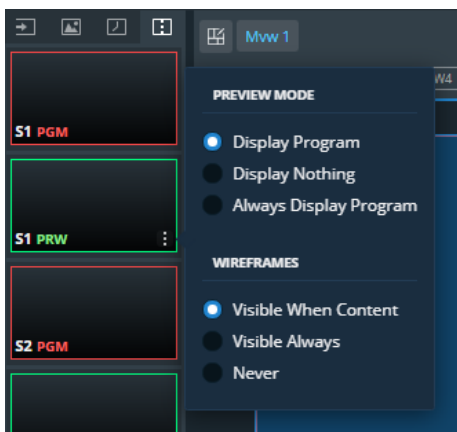 Mvw 1
W4
PREVIEW MODE
Display Program
Display Nothing
Always Display Program
S1 PGM
S1 PRW
WIREFRAMES
Visible When Content
Visible Always
Never
S2 PGM